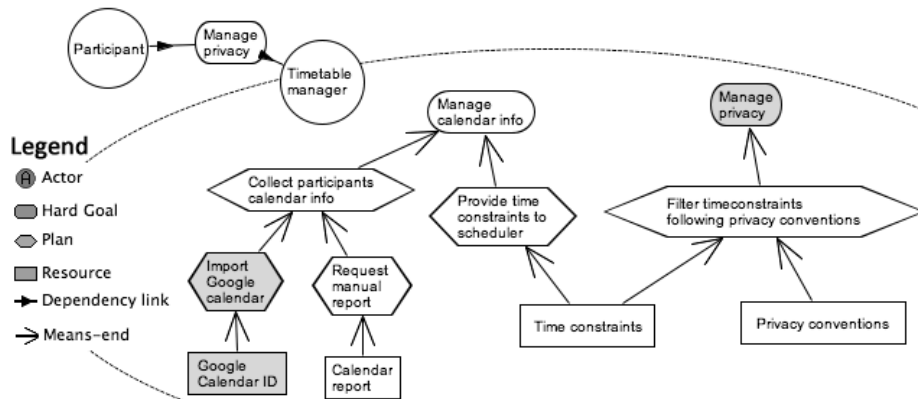 Participant
Manage
privacy
Timetable
manager
Manage
calendar info
Manage
privacy
Legend
A
Actor
Hard Goal
Plan
Resource
Dependency link
Means-end
Collect participants
calendar info
Provide time
constraints to
scheduler
Filter timeconstraints
following privacy conventions
Import
Google
calendar
Request
manual
report
Time constraints
Privacy conventions
Google
Calendar ID
Calendar
report